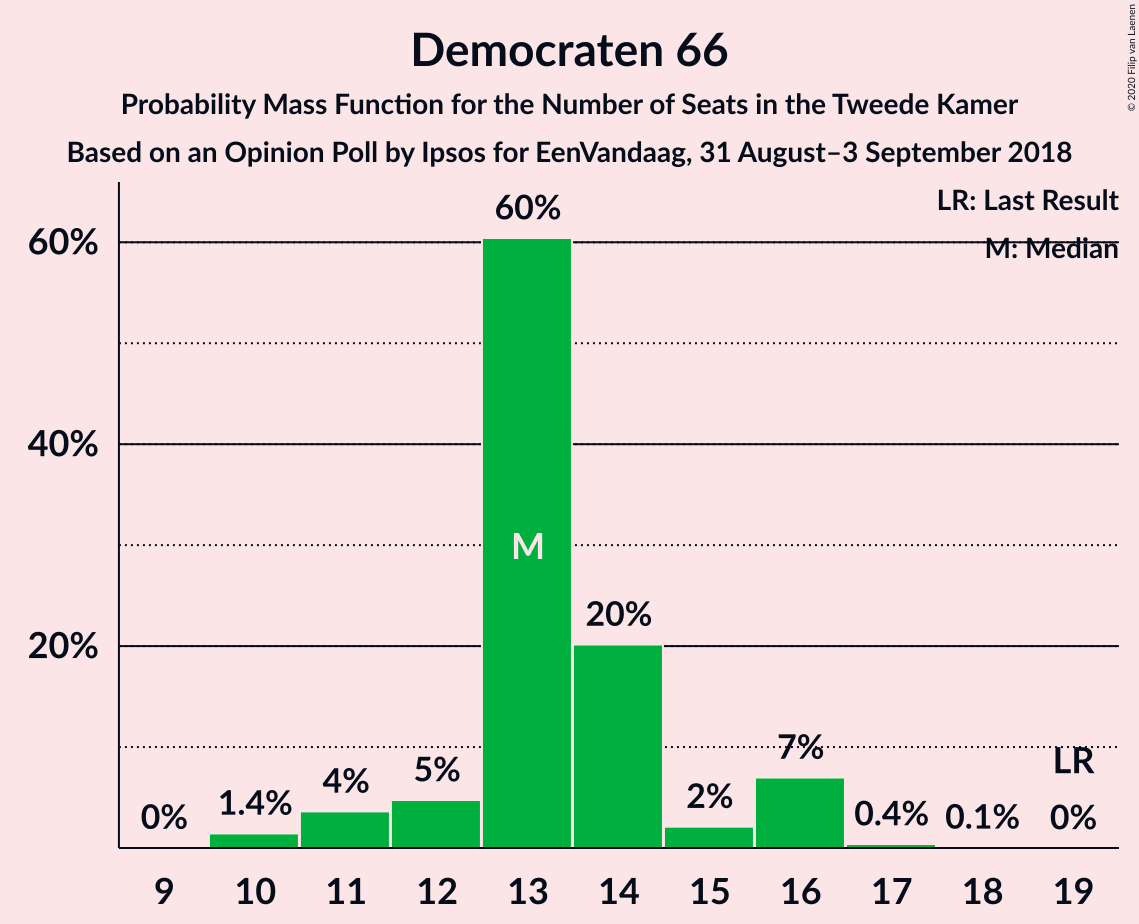 Democraten 66
Probability Mass Function for the Number of Seats in the Tweede Kamer
Based on an Opinion Poll by Ipsos for EenVandaag, 31 August–3 September 2018
© 2020 Filip van Laenen
LR: Last Result
M: Median
60%
40%
20%
0%
1.4%
4%
5%
60%
M
20%
2%
7%
0.4%
0.1%
LR
0%
9 10 11 12 13 14 15 16 17 18 19